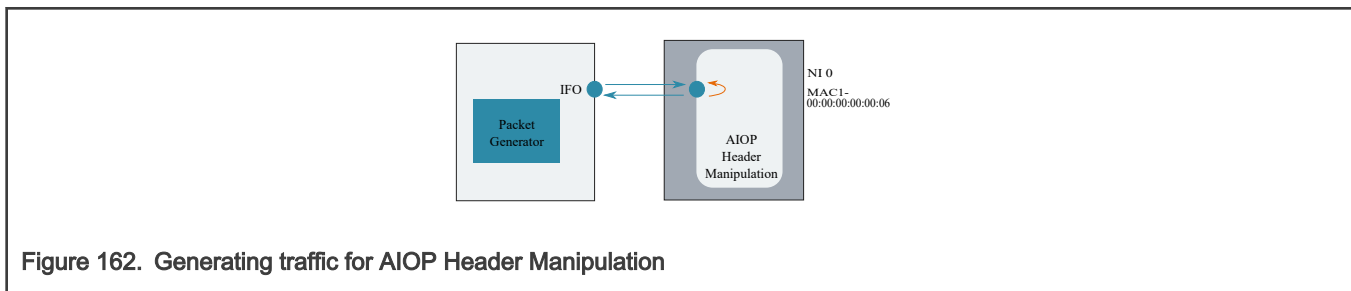 IFO
Packet
Generator
AIOP
Header
Manipulation
NI 0
MAC1-
00:00:00:00:00:06
Figure 162. Generating traffic for AIOP Header Manipulation